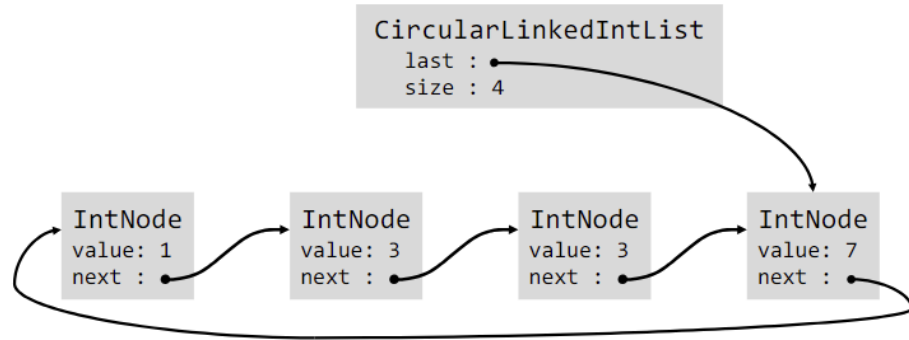 CircularLinkedIntList
last :
size : 4
IntNode
value: 1
next :
IntNode
value: 3
next :
IntNode
value: 3
next :
IntNode
value: 7
next :